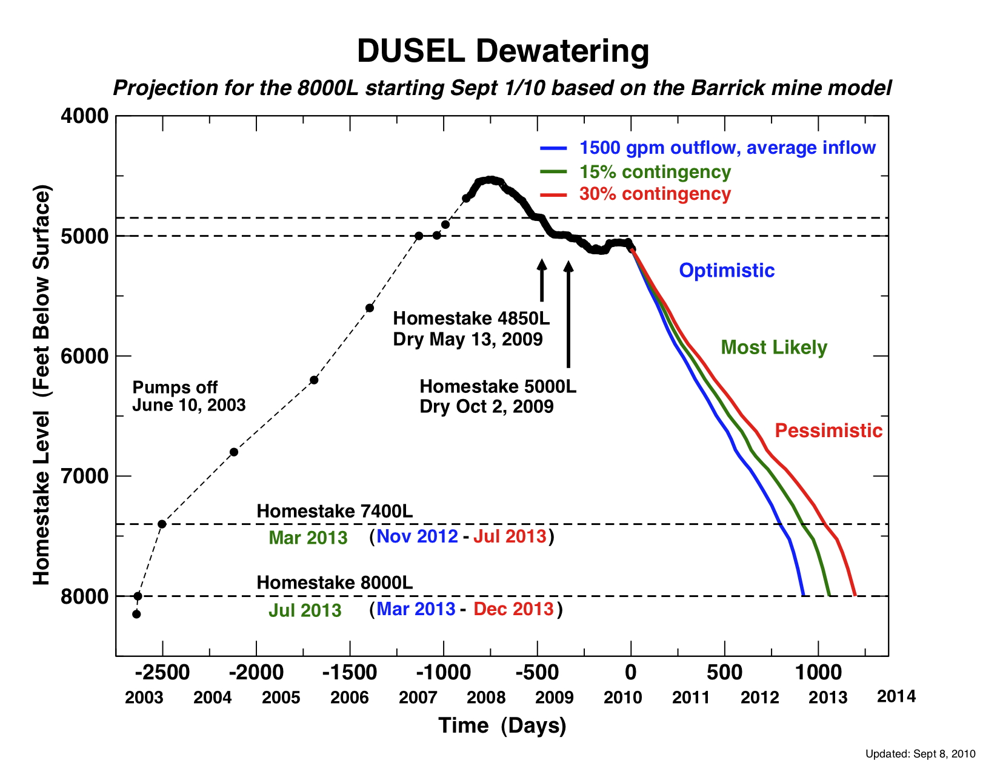 DUSEL Dewatering
Projection for the 8000L starting Sept 1/10 based on the Barrick mine model
4000
5000
6000
7000
8000
Homestake Level (Feet Below Surface)
1500 gpm outflow, average inflow
15% contingency
30% contingency
Optimistic
Most Likely
Pessimistic
Homestake 4850L
Dry May 13, 2009
Homestake 5000L
Dry Oct 2, 2009
Pumps off
June 10, 2003
Homestake 7400L
Mar 2013 (Nov 2012 - Jul 2013)
Homestake 8000L
Jul 2013 (Mar 2013 - Dec 2013)
-2500 -2000 -1500 -1000 -500 0 500 1000
2003 2004 2005 2006 2007 2008 2009 2010 2011 2012 2013 2014
Time (Days)
Updated: Sept 8, 2010